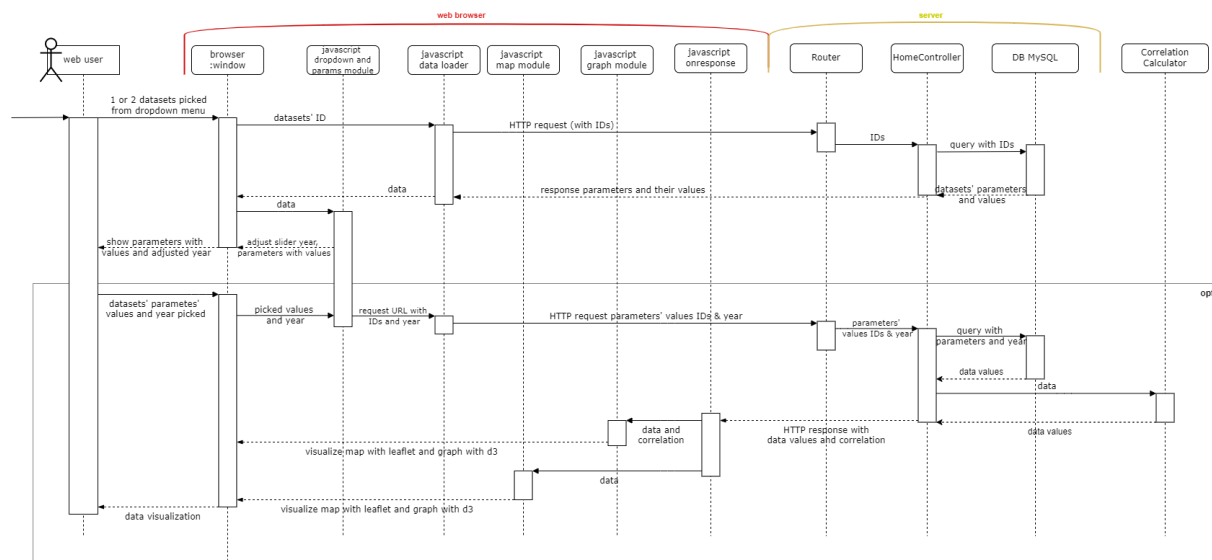 web browser
server
web user
browser
:window
javascript
dropdown and
params module
javascript
data loader
javascript
map module
javascript
graph module
javascript
onresponse
Router
HomeController
DB MySQL
Correlation
Calculator
1 or 2 datasets picked
from dropdown menu
datasets' ID
HTTP request (with IDs)
IDs
query with IDs
data
response parameters and their values
datasets' parameters
and values
data
show parameters with
values and adjusted year
adjust slider year,
parameters with values
opt
datasets' parametes'
values and year picked
picked values
and year
request URL with
IDs and year
HTTP request parameters' values IDs & year
parameters'
values IDs & year
query with
parameters and year
data values
data
data and
correlation
HTTP response with
data values and correlation
data values
visualize map with leaflet and graph with d3
data
visualize map with leaflet and graph with d3
data visualization